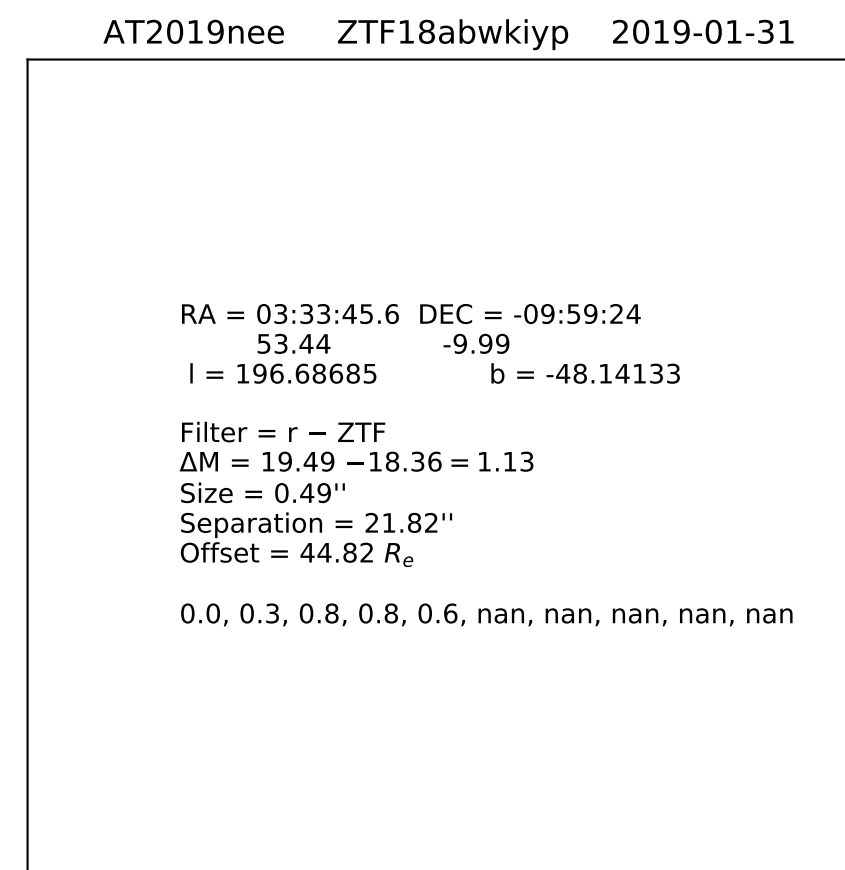 AT2019nee ZTF18abwkiyp 2019-01-31
RA = 03:33:45.6 DEC = -09:59:24
53.44 -9.99
l = 196.68685 b = -48.14133
Filter = r − ZTF
ΔM = 19.49 −18.36 = 1.13
Size = 0.49''
Separation = 21.82''
Offset = 44.82 Rₑ
0.0, 0.3, 0.8, 0.8, 0.6, nan, nan, nan, nan, nan